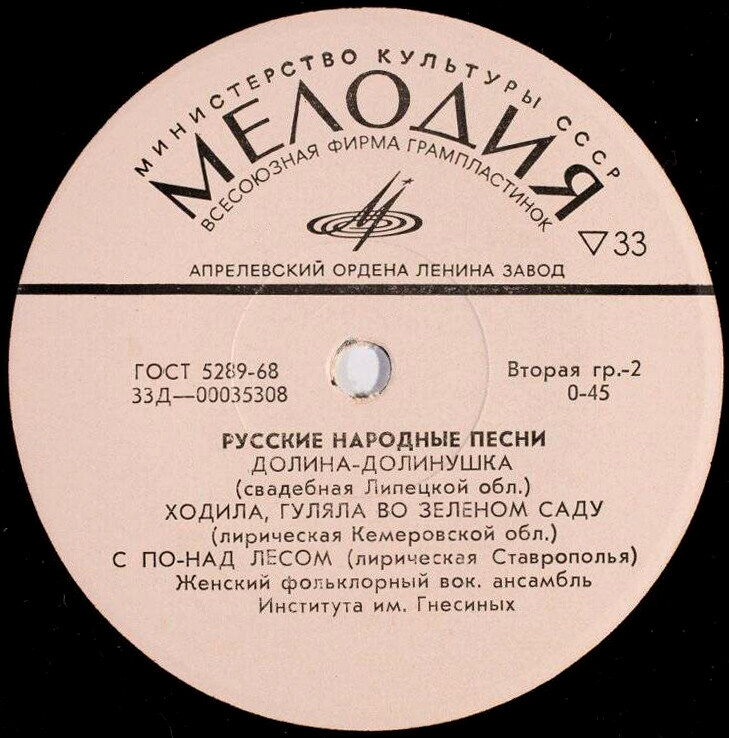 МИНИСТЕРСТВО КУЛЬТУРЫ СССР
МЕЛОДИЯ
ВСЕСОЮЗНАЯ ФИРМА ГРАМПЛАСТИНОК
▽33
АПРЕЛЕВСКИЙ ОРДЕНА ЛЕНИНА ЗАВОД
ГОСТ 5289-68
33Д—00035308
Вторая гр.-2
0-45
РУССКИЕ НАРОДНЫЕ ПЕСНИ
ДОЛИНА-ДОЛИНУШКА
(свадебная Липецкой обл.)
ХОДИЛА, ГУЛЯЛА ВО ЗЕЛЕНОМ САДУ
(лирическая Кемеровской обл.)
С ПО-НАД ЛЕСОМ (лирическая Ставрополья)
Женский фольклорный вок. ансамбль
Института им. Гнесиных